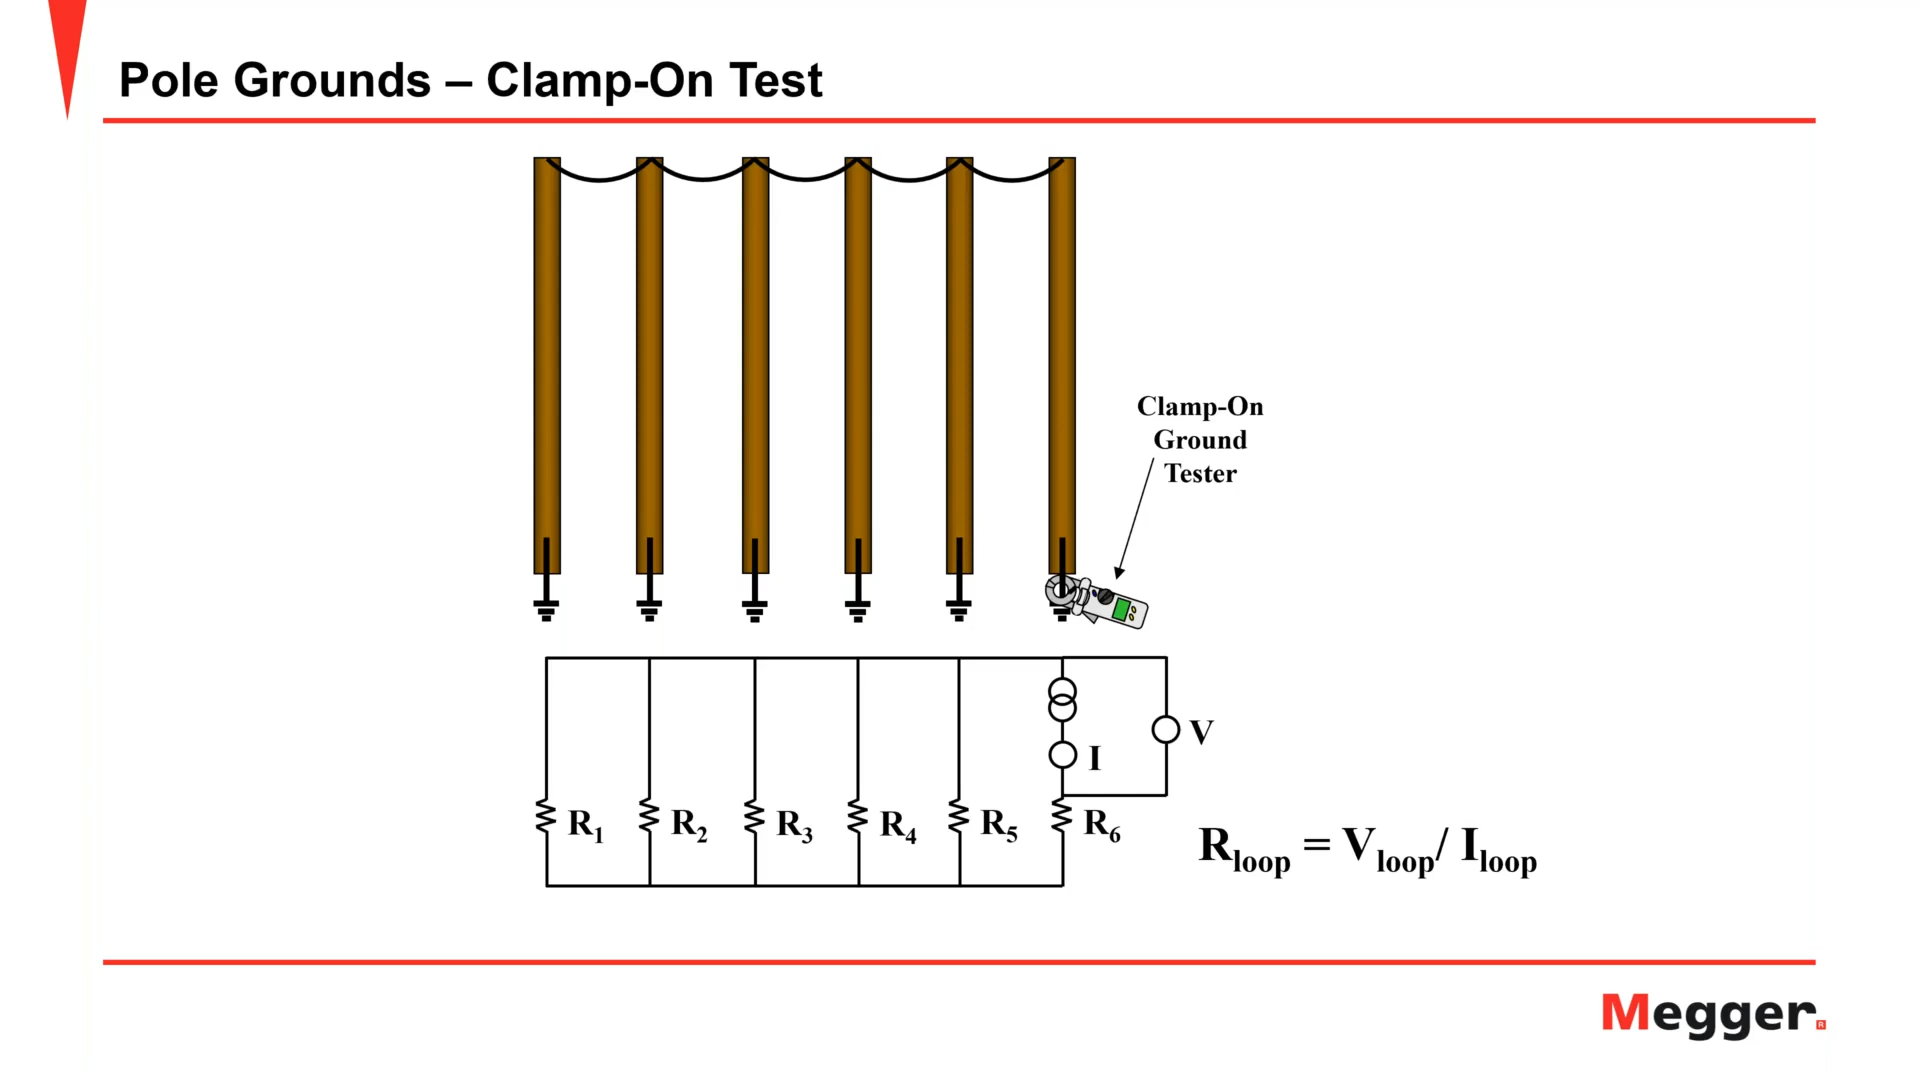 Pole Grounds – Clamp-On Test
Clamp-On
Ground
Tester
V
I
R1 R2 R3 R4 R5 R6
Rloop = Vloop/ Iloop
Megger